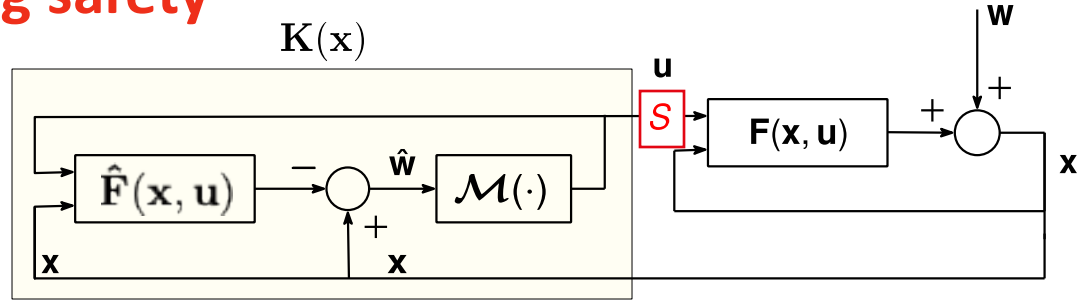 g safety
K(x)
w
u
S
F(x, u)
+
+
x
F̂(x, u)
−
ŵ
M(·)
+
x
x